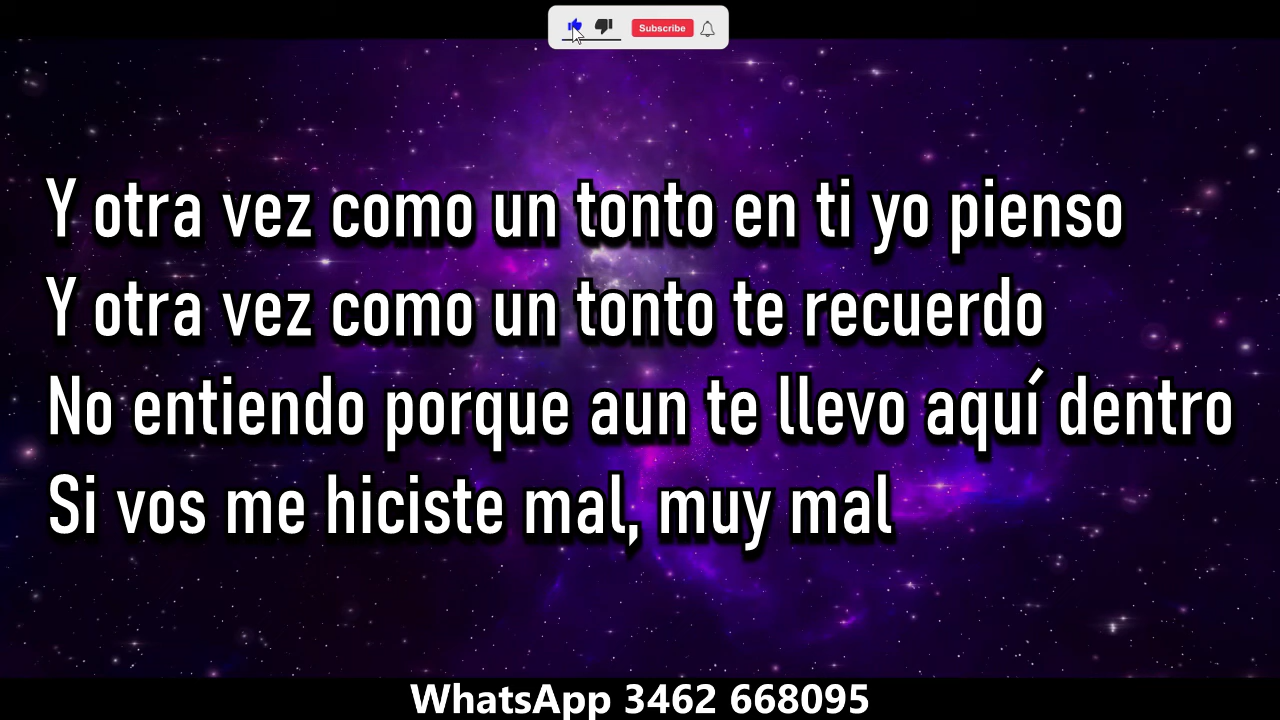 Subscribe
Y otra vez como un tonto en ti yo pienso
Y otra vez como un tonto te recuerdo
No entiendo porque aun te llevo aquí dentro
Si vos me hiciste mal, muy mal
WhatsApp 3462 668095